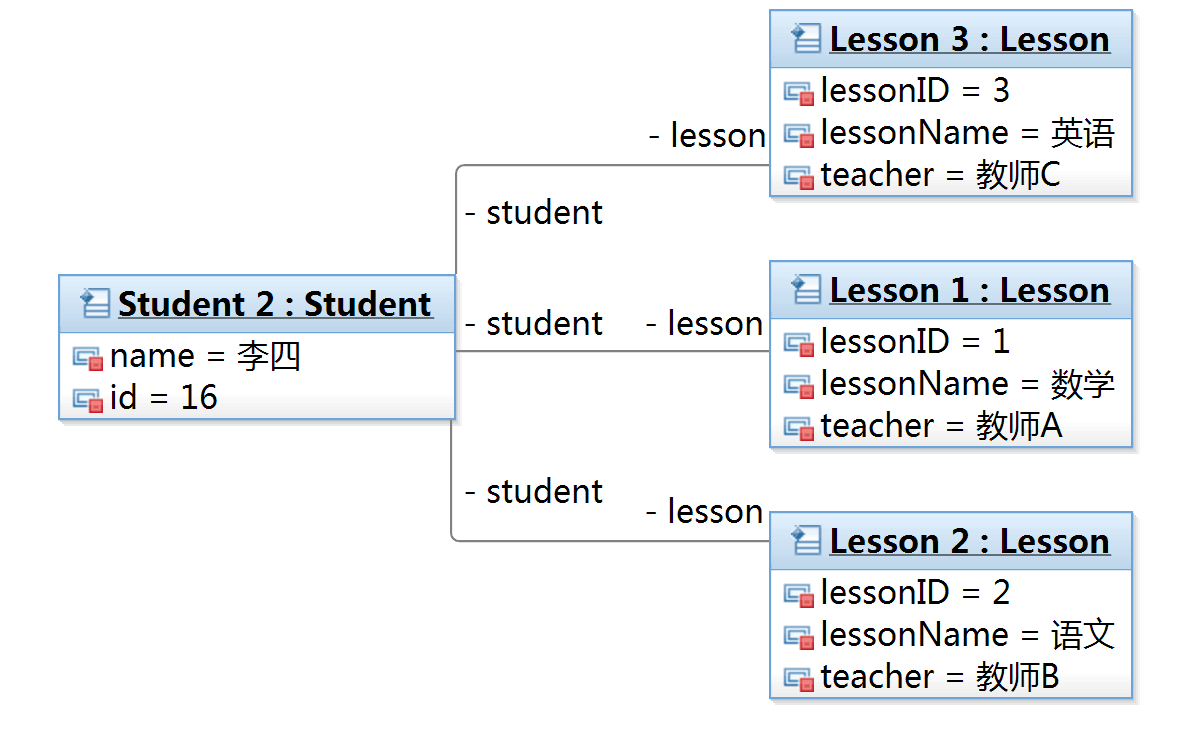 Lesson 3 : Lesson
lessonID = 3
lessonName = 英语
teacher = 教师C
- lesson
- student
Student 2 : Student
name = 李四
id = 16
- student
- lesson
Lesson 1 : Lesson
lessonID = 1
lessonName = 数学
teacher = 教师A
- student
- lesson
Lesson 2 : Lesson
lessonID = 2
lessonName = 语文
teacher = 教师B